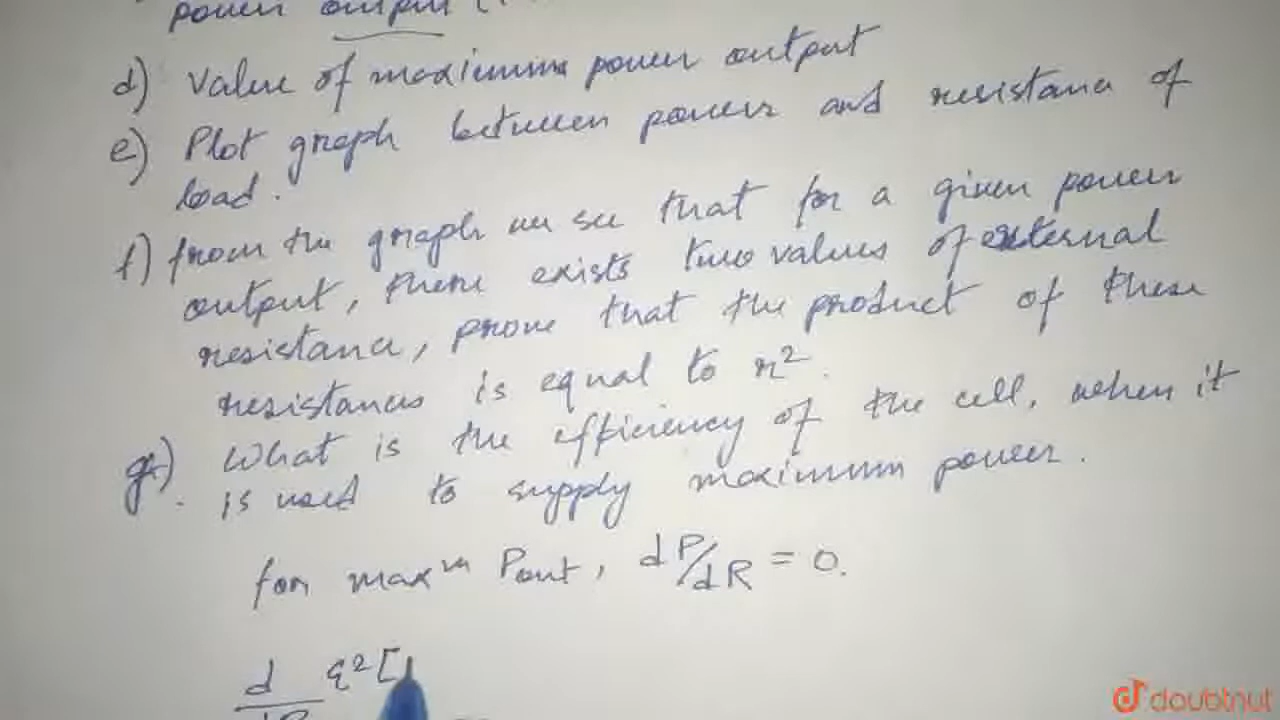 power output (
d) Value of maximum power output
e) Plot graph between power and resistance of
load.
f) from the graph we see that for a given power
output, there exists two values of external
resistance, prove that the product of these
resistances is equal to r².
g) What is the efficiency of the cell, when it
is used to supply maximum power.
for maxᵐ Pout, dP/dR = 0.
d/dR ε² [
doubtnut